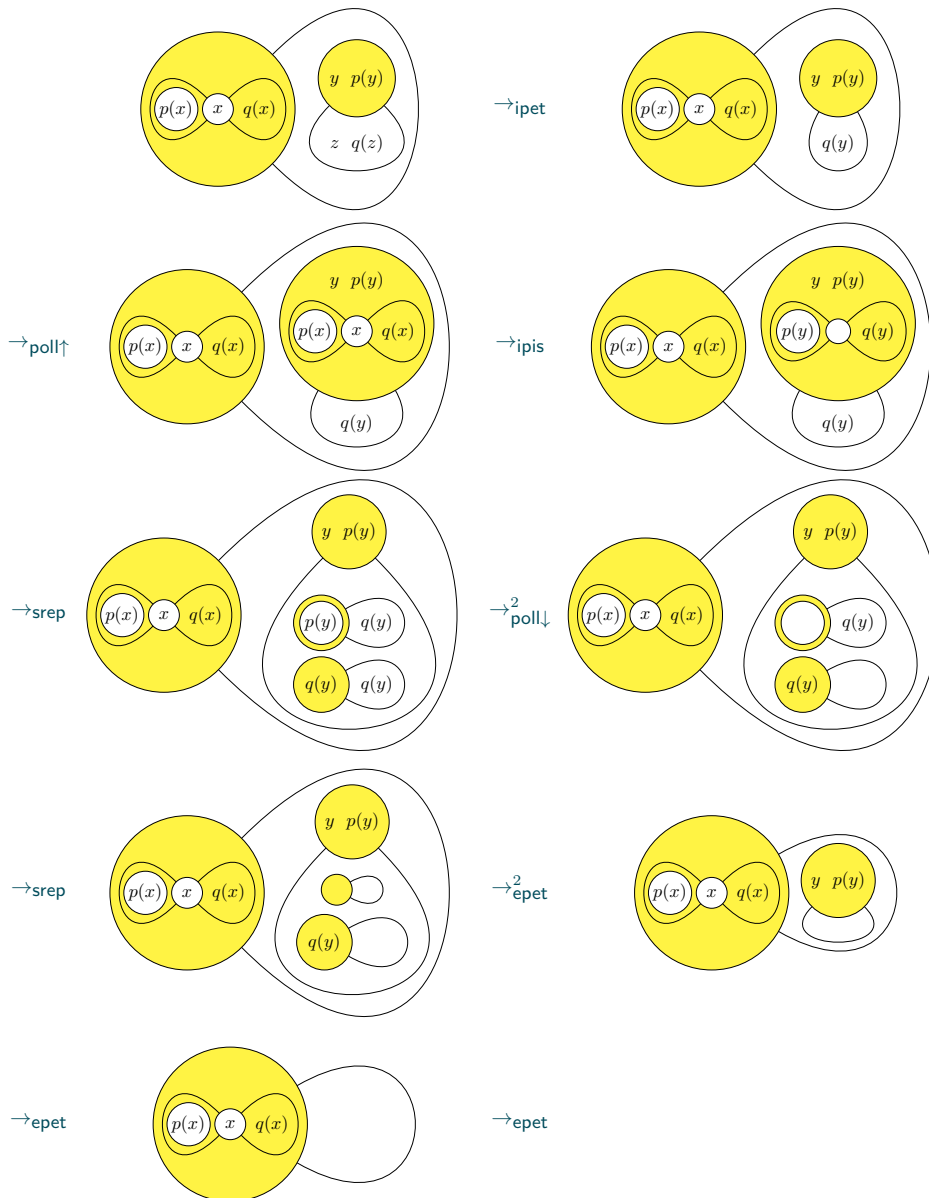 p(x) x q(x) y p(y) z q(z) →ipet p(x) x q(x) y p(y) q(y)
→poll↑ p(x) x q(x) y p(y) p(x) x q(x) q(y) →ipis p(x) x q(x) y p(y) p(y) q(y) q(y)
→srep p(x) x q(x) y p(y) p(y) q(y) q(y) q(y) →²poll↓ p(x) x q(x) y p(y) q(y) q(y)
→srep p(x) x q(x) y p(y) q(y) →²epet p(x) x q(x) y p(y)
→epet p(x) x q(x) →epet